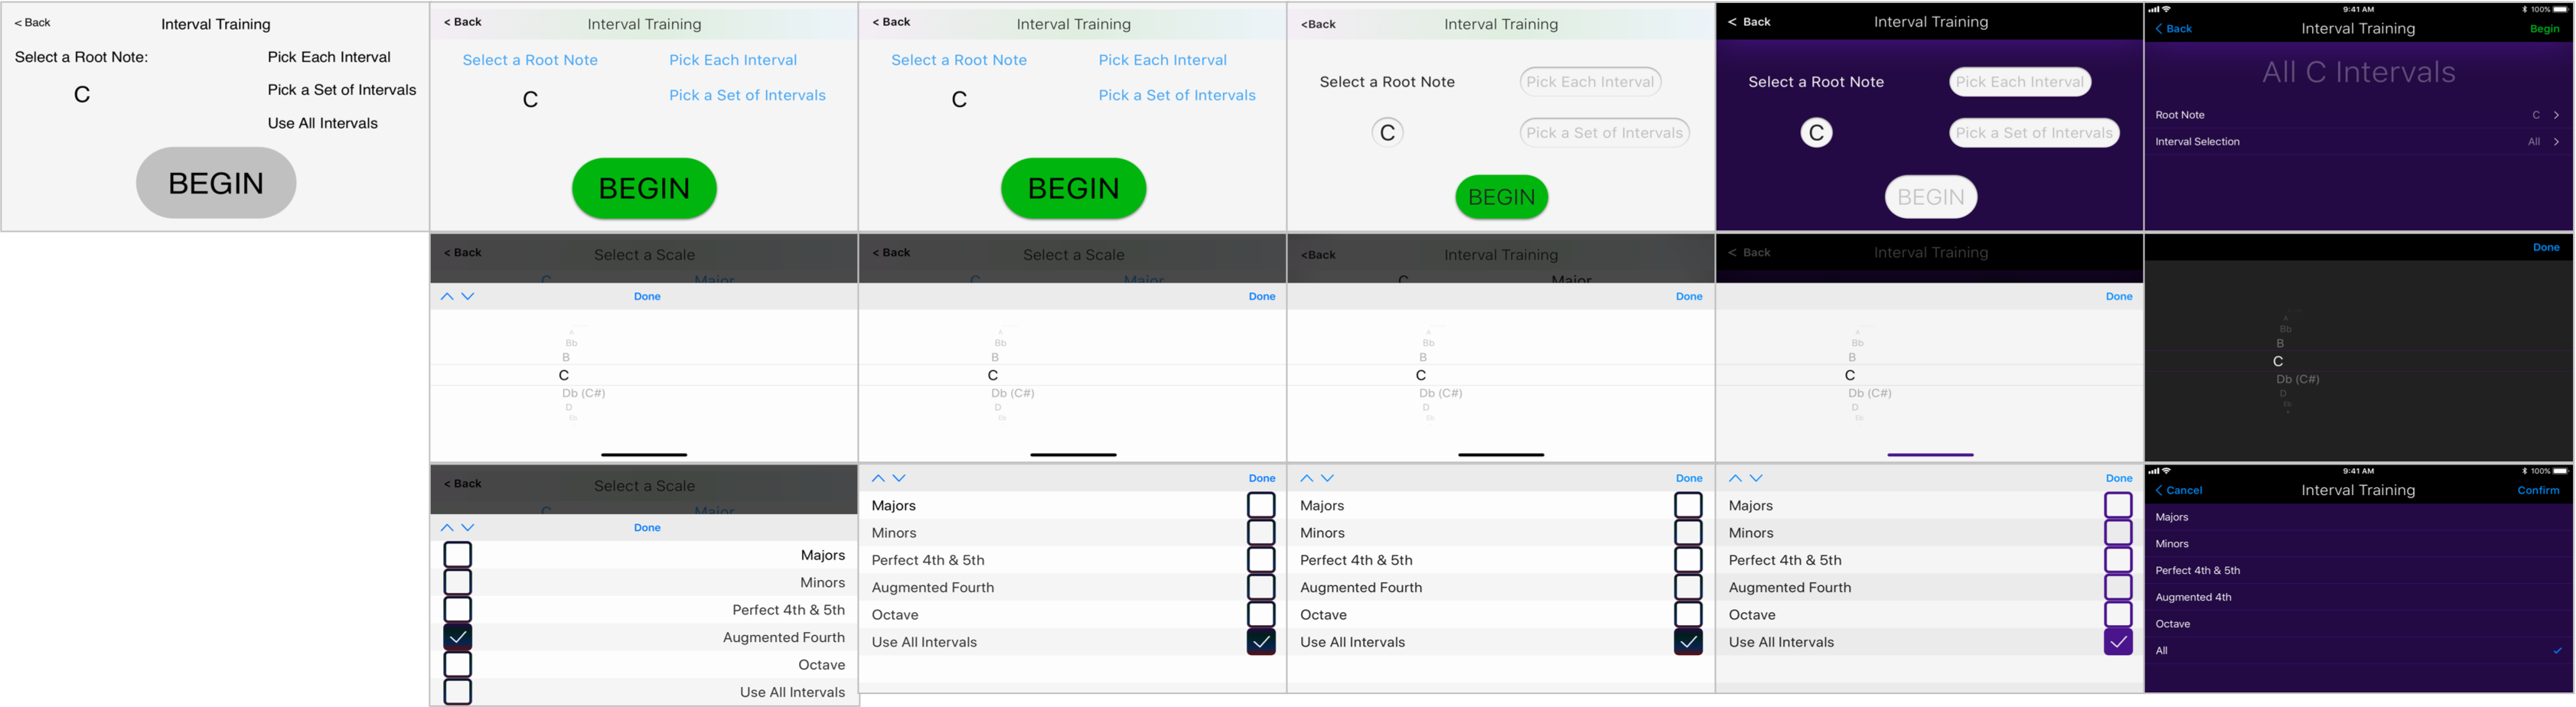 < Back Interval Training
Select a Root Note: Pick Each Interval
C Pick a Set of Intervals
Use All Intervals
BEGIN
< Back Interval Training
Select a Root Note Pick Each Interval
C Pick a Set of Intervals
BEGIN
< Back Interval Training
Select a Root Note Pick Each Interval
C Pick a Set of Intervals
BEGIN
<Back Interval Training
Select a Root Note Pick Each Interval
C Pick a Set of Intervals
BEGIN
< Back Interval Training
Select a Root Note Pick Each Interval
C Pick a Set of Intervals
BEGIN
9:41 AM 100%
Back Interval Training Begin
All C Intervals
Root Note C
Interval Selection All
< Back Select a Scale
C Major
Done
A
Bb
B
C
Db (C#)
D
Eb
< Back Select a Scale
C Major
Done
A
Bb
B
C
Db (C#)
D
Eb
<Back Interval Training
C Major
Done
A
Bb
B
C
Db (C#)
D
Eb
< Back Interval Training
Done
A
Bb
B
C
Db (C#)
D
Eb
Done
A
Bb
B
C
Db (C#)
D
Eb
< Back Select a Scale
C Major
Done
Majors
Minors
Perfect 4th & 5th
Augmented Fourth
Octave
Use All Intervals
Done
Majors
Minors
Perfect 4th & 5th
Augmented Fourth
Octave
Use All Intervals
Done
Majors
Minors
Perfect 4th & 5th
Augmented Fourth
Octave
Use All Intervals
Done
Majors
Minors
Perfect 4th & 5th
Augmented Fourth
Octave
Use All Intervals
9:41 AM 100%
Cancel Interval Training Confirm
Majors
Minors
Perfect 4th & 5th
Augmented 4th
Octave
All